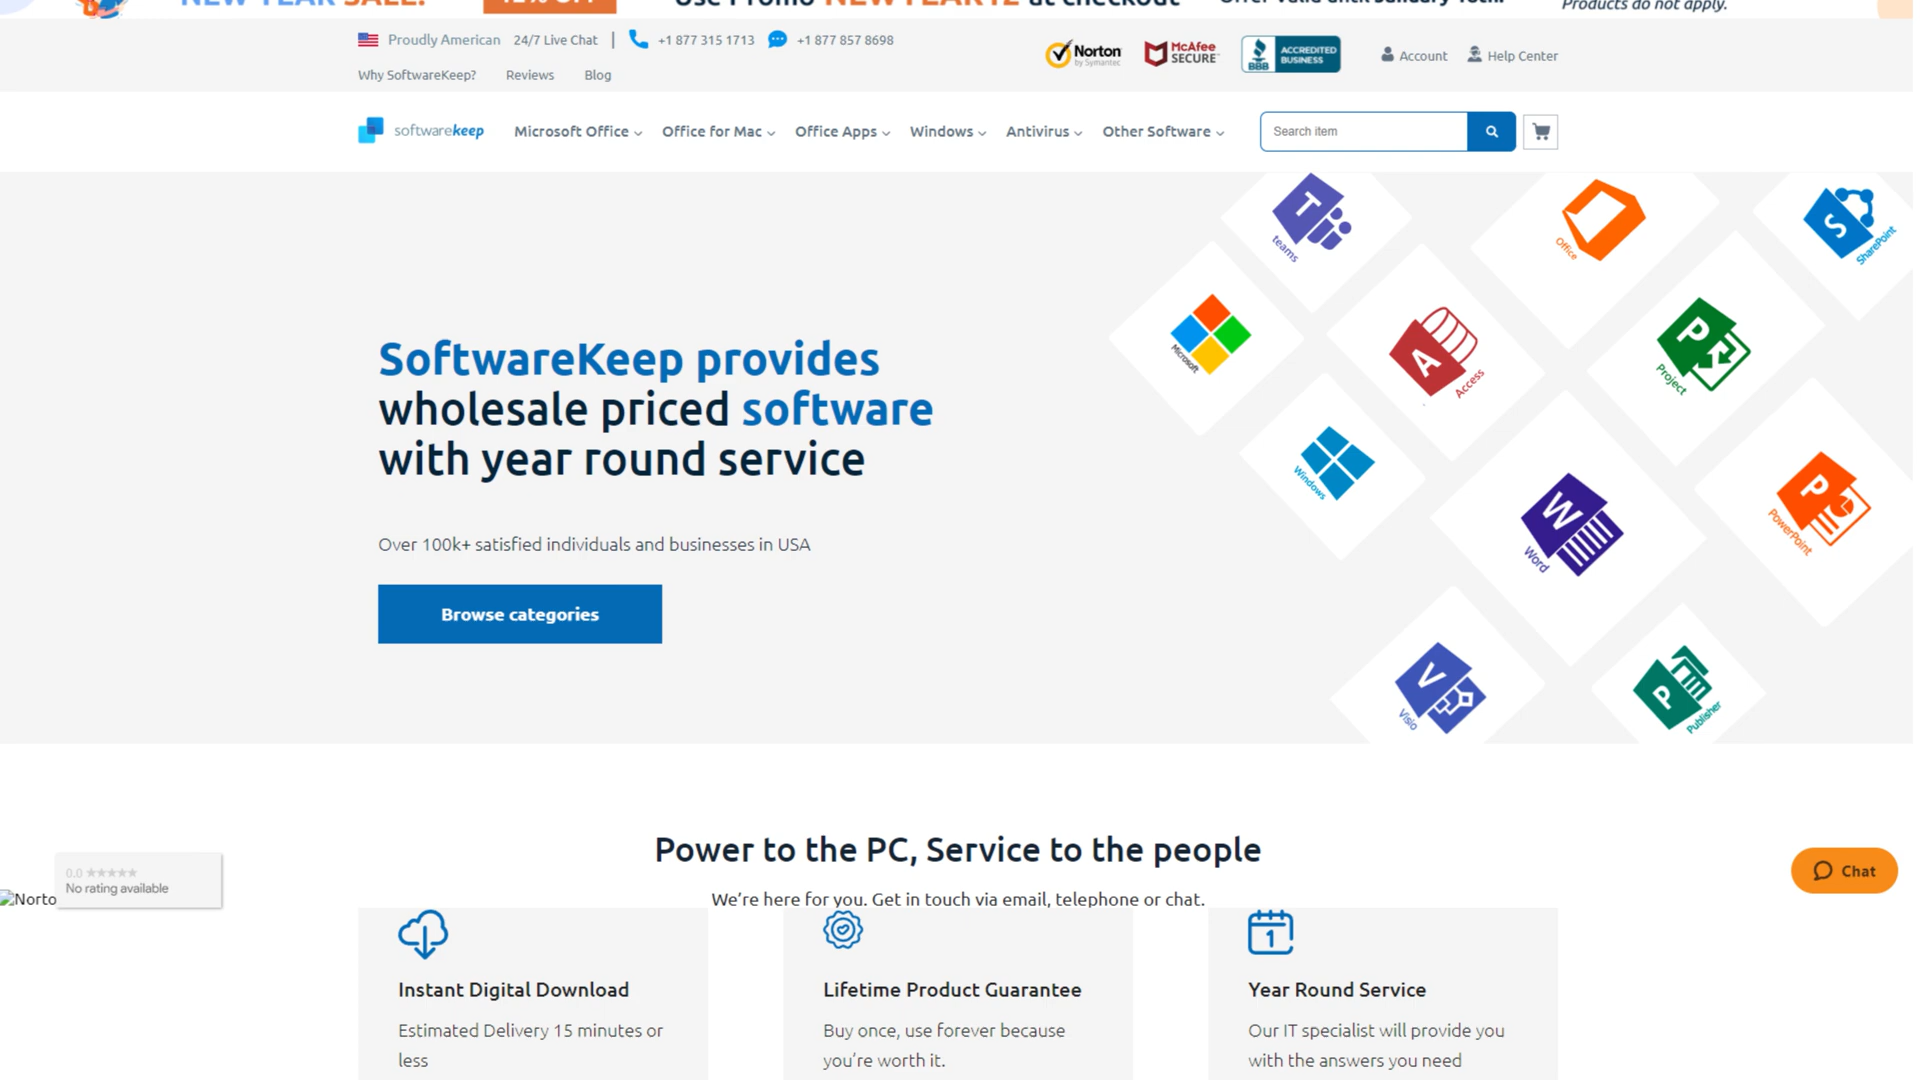 NEW YEAR SALE! 12% OFF Use Promo NEWYEAR12 at checkout
Products do not apply.
Proudly American 24/7 Live Chat | +1 877 315 1713 +1 877 857 8698
Norton by Symantec
McAfee SECURE
BBB ACCREDITED BUSINESS
Account Help Center
Why SoftwareKeep? Reviews Blog
softwarekeep Microsoft Office Office for Mac Office Apps Windows Antivirus Other Software Search item
teams
Office
SharePoint
Microsoft
Access
Project
Windows
Word
PowerPoint
Visio
Publisher
SoftwareKeep provides
wholesale priced software
with year round service
Over 100k+ satisfied individuals and businesses in USA
Browse categories
Power to the PC, Service to the people
0.0
No rating available
Norto
We're here for you. Get in touch via email, telephone or chat.
Chat
Instant Digital Download
Estimated Delivery 15 minutes or
less
Lifetime Product Guarantee
Buy once, use forever because
you're worth it.
Year Round Service
Our IT specialist will provide you
with the answers you need